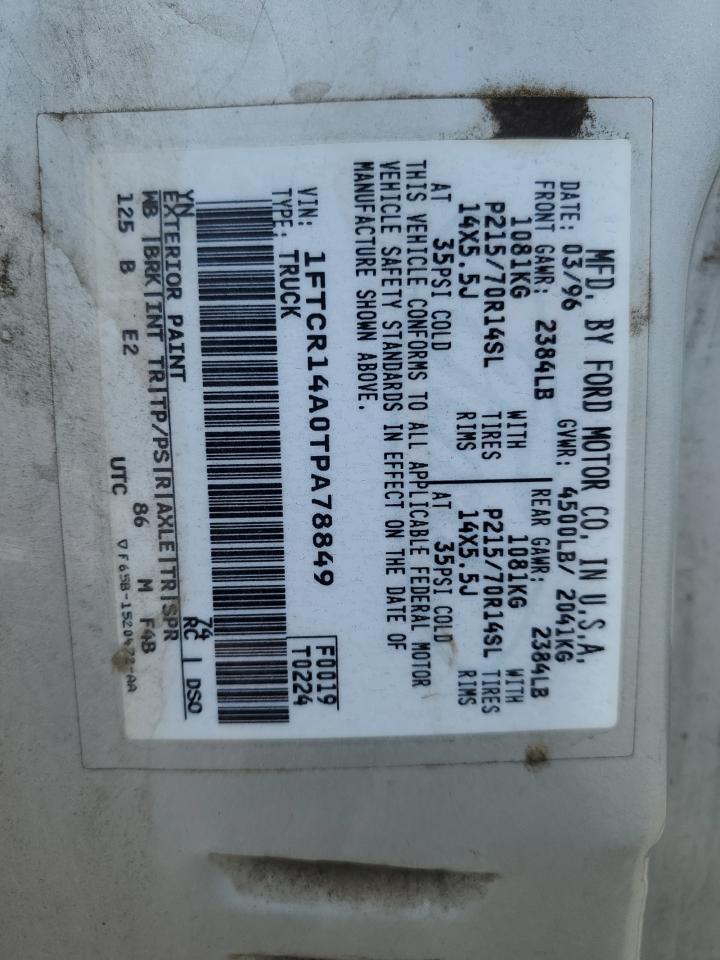 MFD. BY FORD MOTOR CO. IN U.S.A.
DATE: 03/96 GVWR: 4500LB/ 2041KG
FRONT GAWR: 2384LB REAR GAWR: 2384LB
1081KG WITH 1081KG WITH
P215/70R14SL TIRES P215/70R14SL TIRES
14X5.5J RIMS 14X5.5J RIMS
AT 35PSI COLD AT 35PSI COLD
THIS VEHICLE CONFORMS TO ALL APPLICABLE FEDERAL MOTOR
VEHICLE SAFETY STANDARDS IN EFFECT ON THE DATE OF
MANUFACTURE SHOWN ABOVE.
VIN: 1FTCR14A0TPA78849 F0019
TYPE: TRUCK T0224
YN 74
EXTERIOR PAINT RC | DSO
WB |BRK|INT TR|TP/PS|R|AXLE|TR|SPR
125 B E2 86 M F4B
UTC ▽F65B-1520472-AA